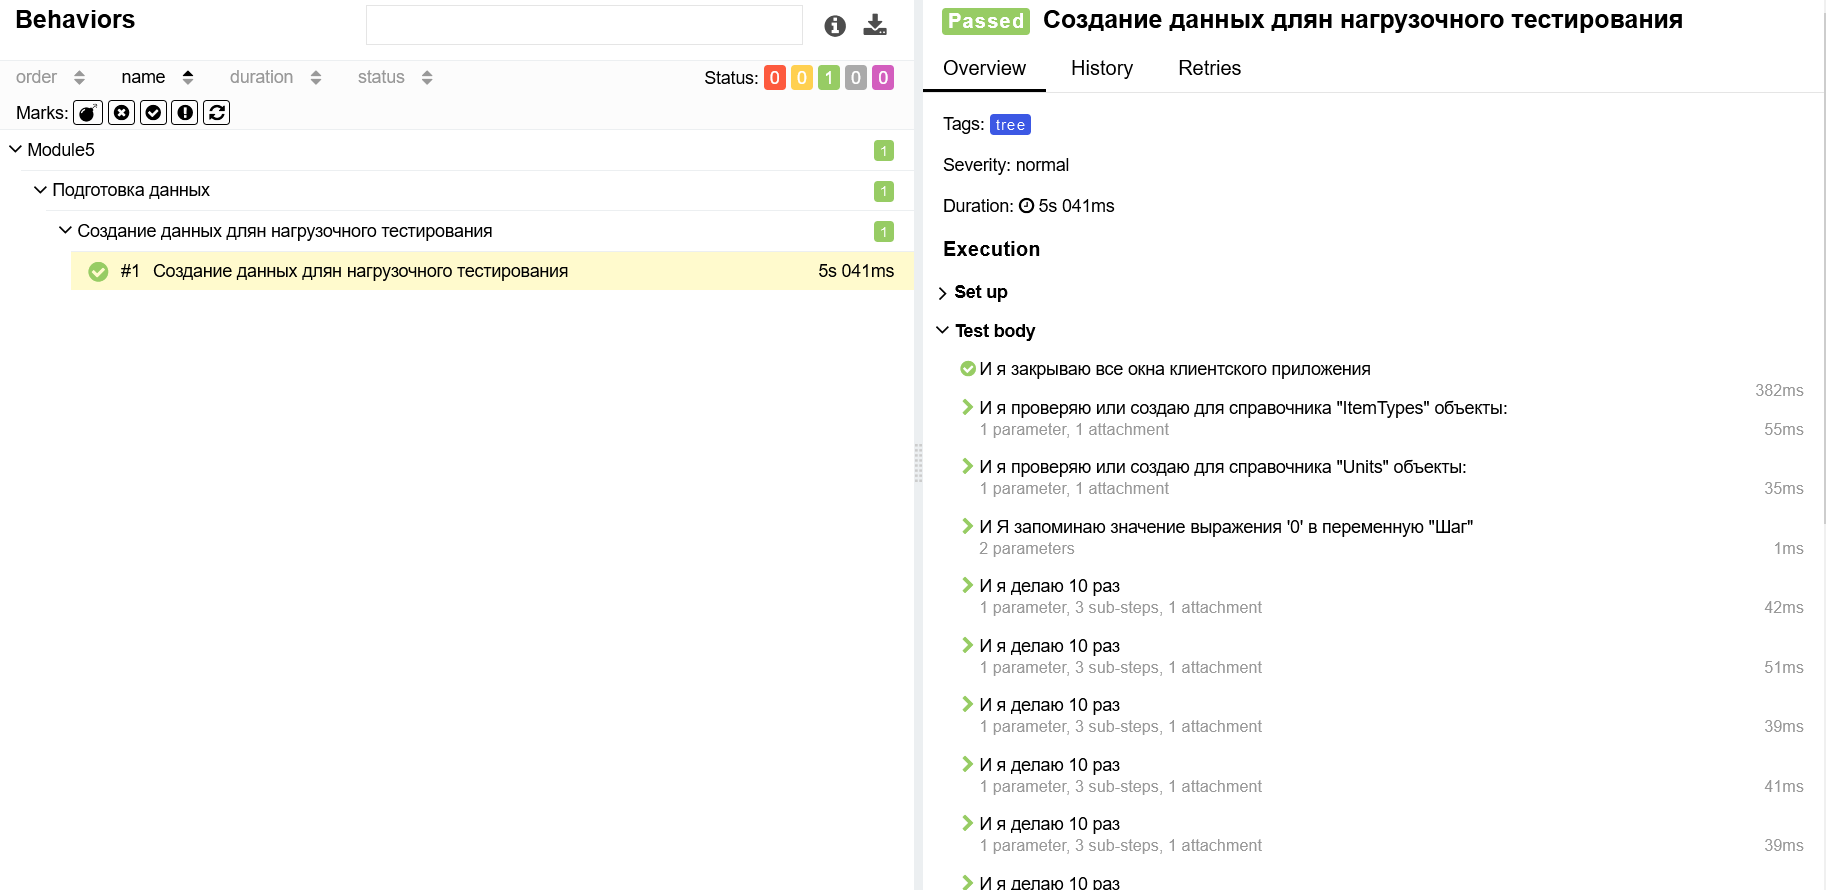 Behaviors
order name duration status Status: 0 0 1 0 0
Marks:
Module5 1
Подготовка данных 1
Создание данных длян нагрузочного тестирования 1
#1 Создание данных длян нагрузочного тестирования 5s 041ms
Passed Создание данных длян нагрузочного тестирования
Overview History Retries
Tags: tree
Severity: normal
Duration: 5s 041ms
Execution
Set up
Test body
И я закрываю все окна клиентского приложения
382ms
И я проверяю или создаю для справочника "ItemTypes" объекты:
1 parameter, 1 attachment 55ms
И я проверяю или создаю для справочника "Units" объекты:
1 parameter, 1 attachment 35ms
И Я запоминаю значение выражения '0' в переменную "Шаг"
2 parameters 1ms
И я делаю 10 раз
1 parameter, 3 sub-steps, 1 attachment 42ms
И я делаю 10 раз
1 parameter, 3 sub-steps, 1 attachment 51ms
И я делаю 10 раз
1 parameter, 3 sub-steps, 1 attachment 39ms
И я делаю 10 раз
1 parameter, 3 sub-steps, 1 attachment 41ms
И я делаю 10 раз
1 parameter, 3 sub-steps, 1 attachment 39ms
И я делаю 10 раз